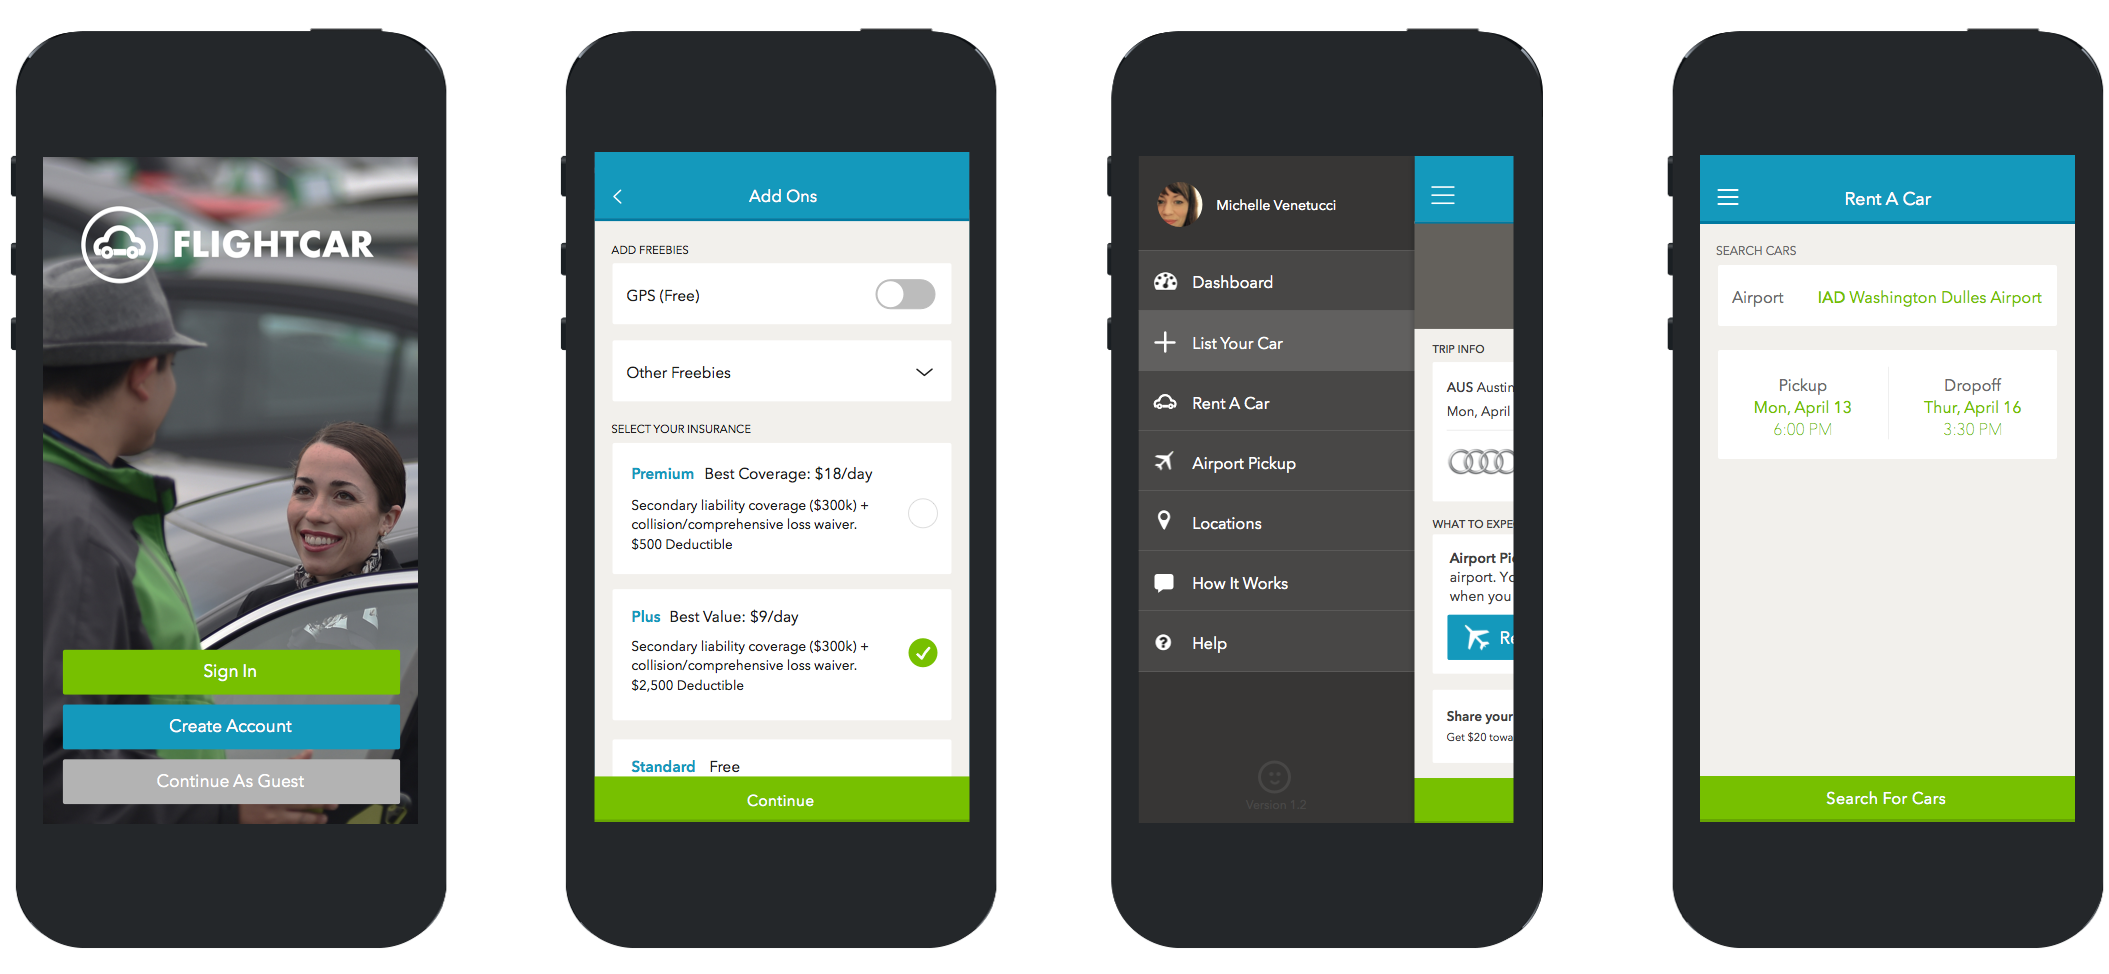 FLIGHTCAR
Sign In
Create Account
Continue As Guest
Add Ons
ADD FREEBIES
GPS (Free)
Other Freebies
SELECT YOUR INSURANCE
Premium Best Coverage: $18/day
Secondary liability coverage ($300k) +
collision/comprehensive loss waiver.
$500 Deductible
Plus Best Value: $9/day
Secondary liability coverage ($300k) +
collision/comprehensive loss waiver.
$2,500 Deductible
Standard Free
Continue
Michelle Venetucci
Dashboard
List Your Car
Rent A Car
Airport Pickup
Locations
How It Works
Help
Version 1.2
TRIP INFO
AUS Austin
Mon, April
WHAT TO EXPE
Airport Pi
airport. Yo
when you
Re
Share your
Get $20 towa
Rent A Car
SEARCH CARS
Airport IAD Washington Dulles Airport
Pickup
Mon, April 13
6:00 PM
Dropoff
Thur, April 16
3:30 PM
Search For Cars